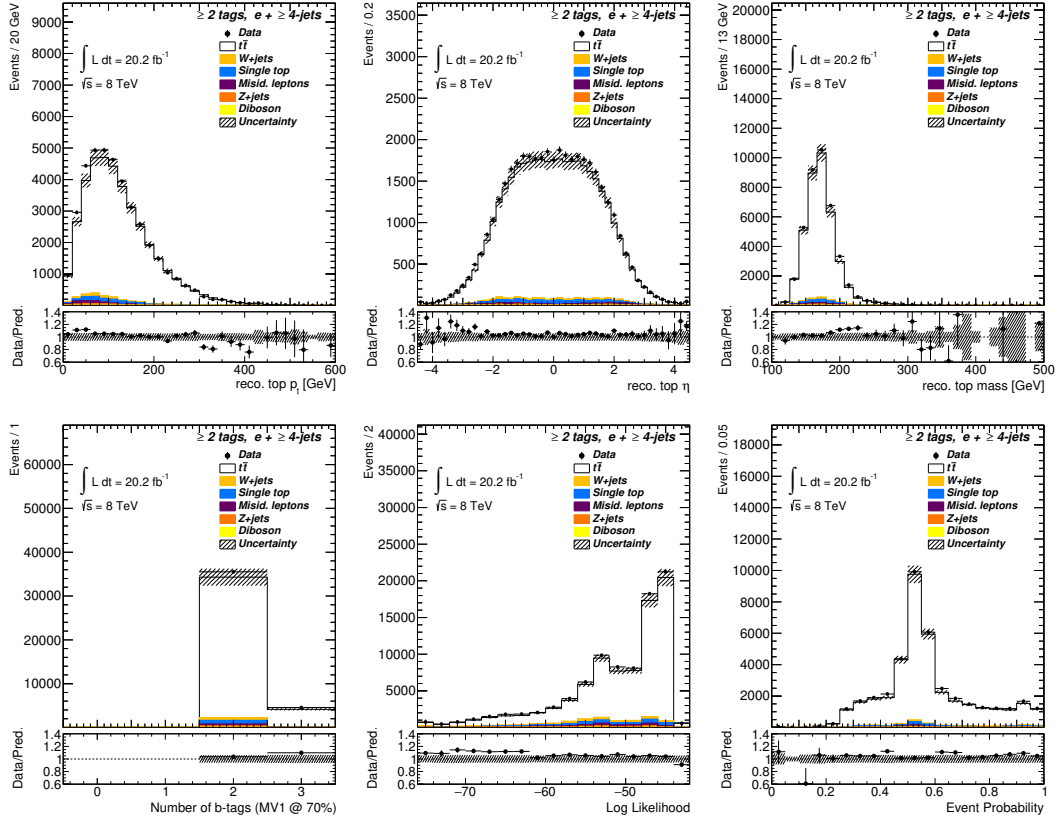 ≥ 2 tags, e + ≥ 4-jets
Events / 20 GeV
9000
8000
7000
6000
5000
4000
3000
2000
1000
∫ L dt = 20.2 fb⁻¹
√s = 8 TeV
Data
tt̄
W+jets
Single top
Misid. leptons
Z+jets
Diboson
Uncertainty
Data/Pred.
1.4
1.2
1
0.8
0.6
0 200 400 600
reco. top pₜ [GeV]
≥ 2 tags, e + ≥ 4-jets
Events / 0.2
3500
3000
2500
2000
1500
1000
500
∫ L dt = 20.2 fb⁻¹
√s = 8 TeV
Data
tt̄
W+jets
Single top
Misid. leptons
Z+jets
Diboson
Uncertainty
Data/Pred.
1.4
1.2
1
0.8
0.6
−4 −2 0 2 4
reco. top η
≥ 2 tags, e + ≥ 4-jets
Events / 13 GeV
20000
18000
16000
14000
12000
10000
8000
6000
4000
2000
∫ L dt = 20.2 fb⁻¹
√s = 8 TeV
Data
tt̄
W+jets
Single top
Misid. leptons
Z+jets
Diboson
Uncertainty
Data/Pred.
1.4
1.2
1
0.8
0.6
100 200 300 400 500
reco. top mass [GeV]
≥ 2 tags, e + ≥ 4-jets
Events / 1
60000
50000
40000
30000
20000
10000
∫ L dt = 20.2 fb⁻¹
√s = 8 TeV
Data
tt̄
W+jets
Single top
Misid. leptons
Z+jets
Diboson
Uncertainty
Data/Pred.
1.4
1.2
1
0.8
0.6
0 1 2 3
Number of b-tags (MV1 @ 70%)
≥ 2 tags, e + ≥ 4-jets
Events / 2
40000
35000
30000
25000
20000
15000
10000
5000
∫ L dt = 20.2 fb⁻¹
√s = 8 TeV
Data
tt̄
W+jets
Single top
Misid. leptons
Z+jets
Diboson
Uncertainty
Data/Pred.
1.4
1.2
1
0.8
0.6
−70 −60 −50
Log Likelihood
≥ 2 tags, e + ≥ 4-jets
Events / 0.05
18000
16000
14000
12000
10000
8000
6000
4000
2000
∫ L dt = 20.2 fb⁻¹
√s = 8 TeV
Data
tt̄
W+jets
Single top
Misid. leptons
Z+jets
Diboson
Uncertainty
Data/Pred.
1.4
1.2
1
0.8
0.6
0 0.2 0.4 0.6 0.8 1
Event Probability